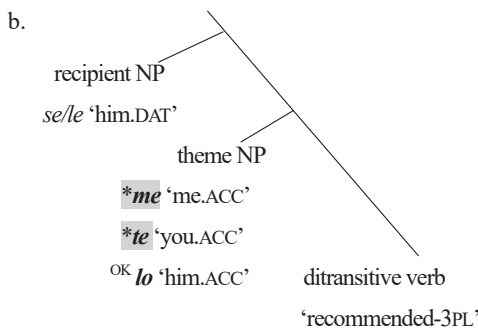 b.
recipient NP
se/le ‘him.DAT’
theme NP
*me ‘me.ACC’
*te ‘you.ACC’
OK lo ‘him.ACC’
ditransitive verb
‘recommended-3PL’